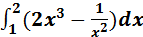 ∫₁²(2x³ − 1/x²)dx